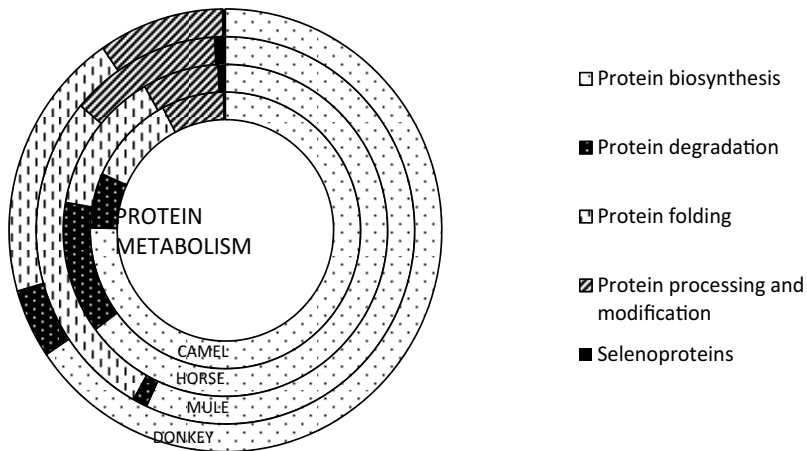 PROTEIN
METABOLISM
CAMEL
HORSE
MULE
DONKEY
Protein biosynthesis
Protein degradation
Protein folding
Protein processing and
modification
Selenoproteins